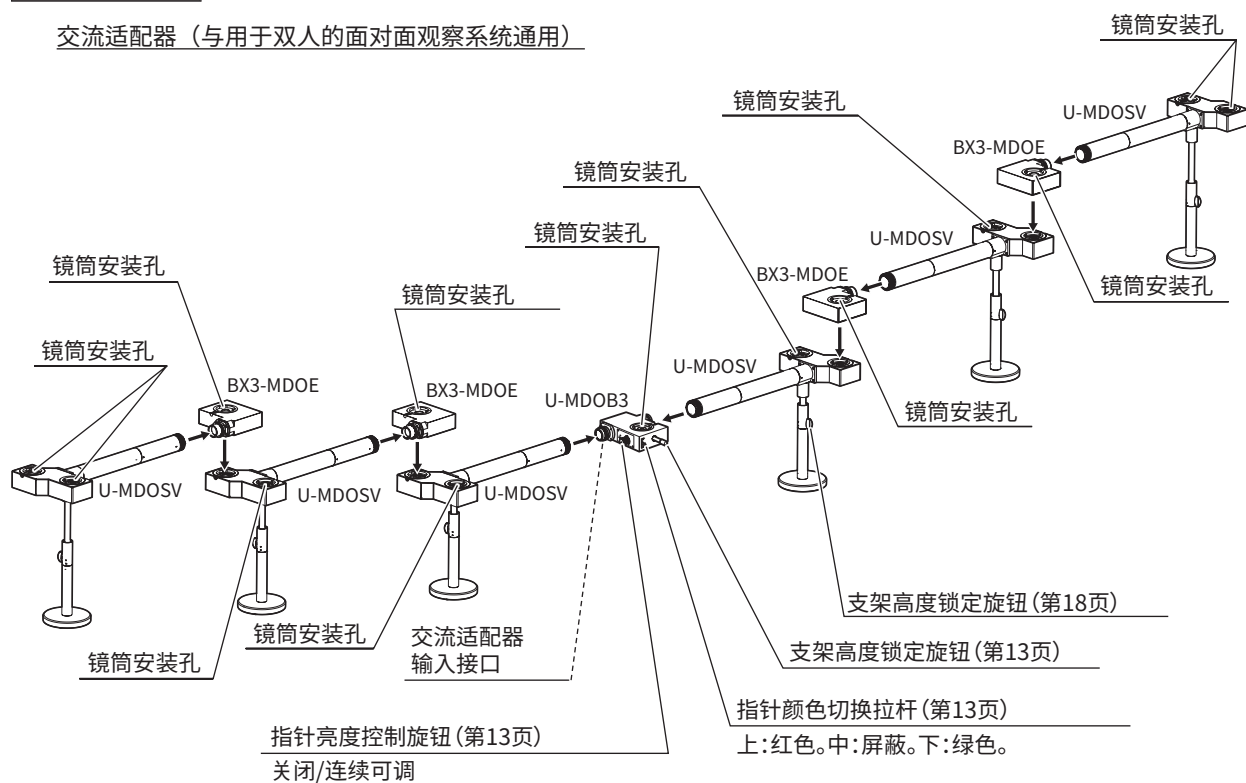 交流适配器（与用于双人的面对面观察系统通用）
镜筒安装孔
镜筒安装孔
U-MDOSV
BX3-MDOE
镜筒安装孔
镜筒安装孔
U-MDOSV
镜筒安装孔
BX3-MDOE
镜筒安装孔
镜筒安装孔
镜筒安装孔
U-MDOSV
BX3-MDOE
BX3-MDOE
U-MDOB3
镜筒安装孔
U-MDOSV
U-MDOSV
U-MDOSV
支架高度锁定旋钮(第18页)
镜筒安装孔
交流适配器
输入接口
支架高度锁定旋钮(第13页)
镜筒安装孔
指针颜色切换拉杆(第13页)
上:红色。中:屏蔽。下:绿色。
指针亮度控制旋钮(第13页)
关闭/连续可调